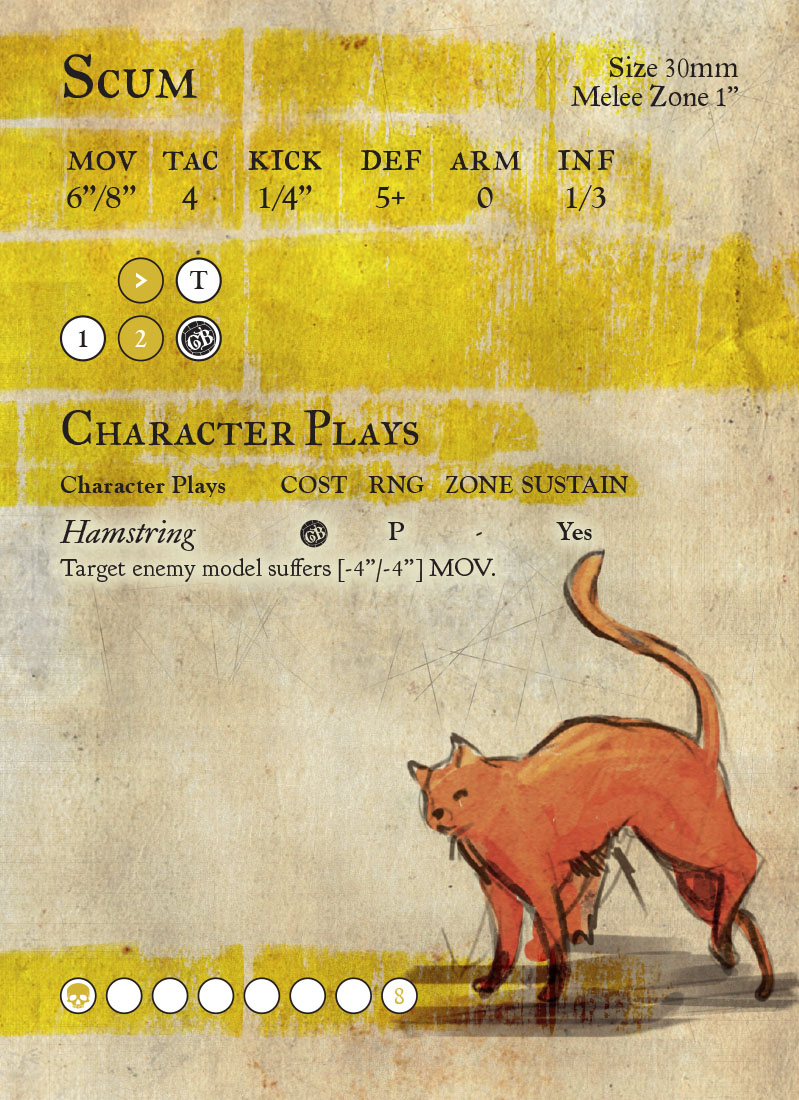 Scum
Size 30mm
Melee Zone 1”
MOV TAC KICK DEF ARM INF
6”/8” 4 1/4” 5+ 0 1/3
> T
1 2 GB
Character Plays
Character Plays COST RNG ZONE SUSTAIN
Hamstring GB P - Yes
Target enemy model suffers [-4”/-4”] MOV.
8